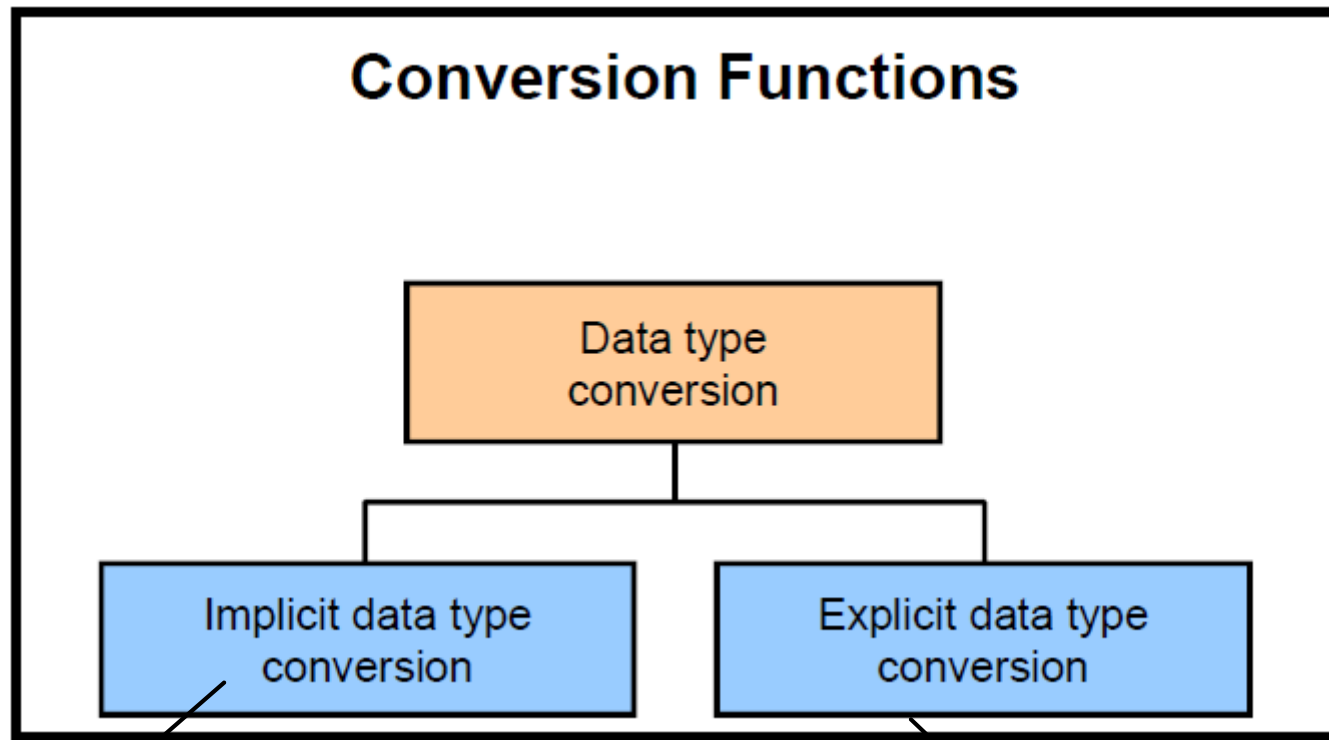 Conversion Functions
Data type
conversion
Implicit data type
conversion
Explicit data type
conversion